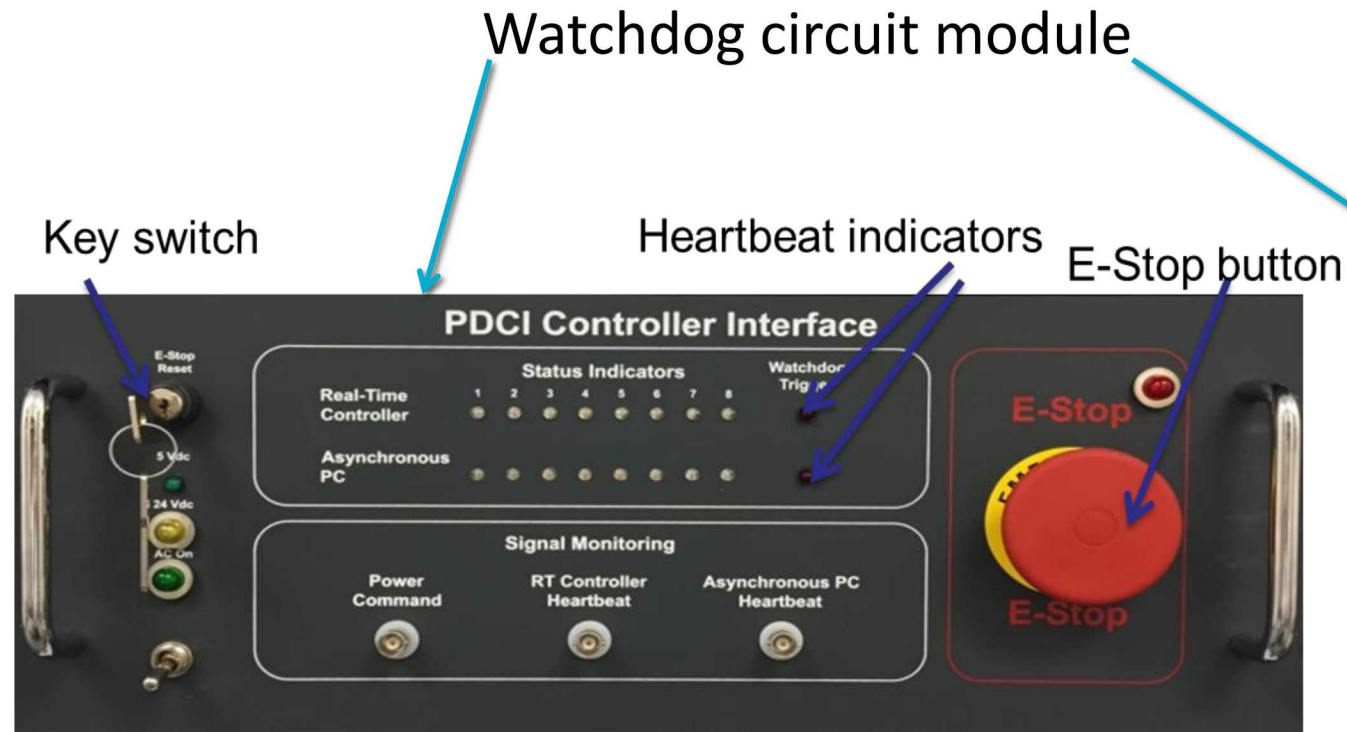 Watchdog circuit module
Key switch
Heartbeat indicators
E-Stop button
PDCI Controller Interface
E-Stop
Reset
Status Indicators
Watchdog
Trigger
Real-Time
Controller
1 2 3 4 5 6 7 8
Asynchronous
PC
5 Vdc
24 Vdc
AC On
Signal Monitoring
Power
Command
RT Controller
Heartbeat
Asynchronous PC
Heartbeat
E-Stop
E-Stop